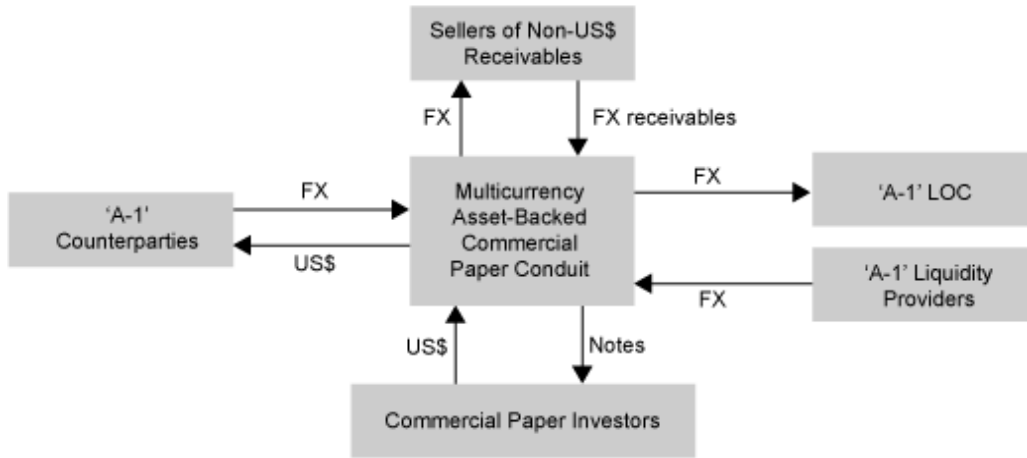 Sellers of Non-US$
Receivables
FX
FX receivables
Multicurrency
Asset-Backed
Commercial
Paper Conduit
FX
'A-1'
Counterparties
US$
FX
'A-1' LOC
FX
'A-1' Liquidity
Providers
US$
Notes
Commercial Paper Investors